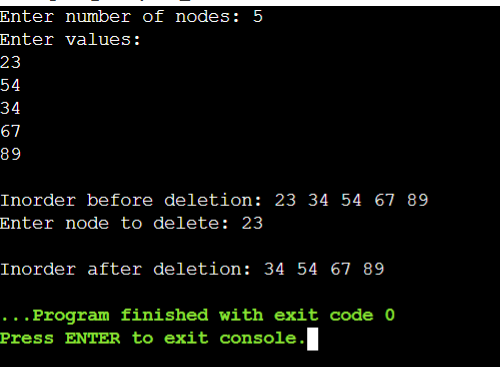 Enter number of nodes: 5
Enter values:
23
54
34
67
89
Inorder before deletion: 23 34 54 67 89
Enter node to delete: 23
Inorder after deletion: 34 54 67 89
...Program finished with exit code 0
Press ENTER to exit console.